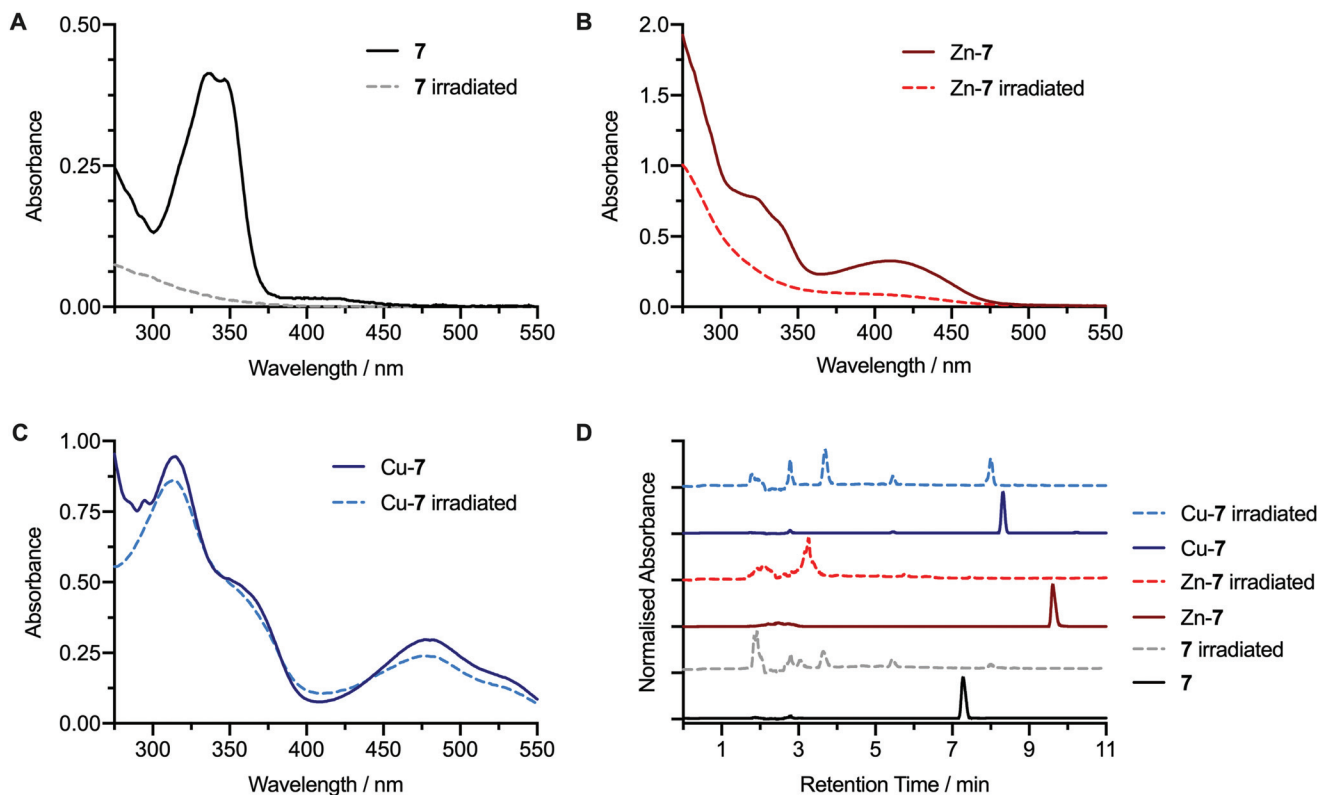 A
0.50
0.25
0.00
Absorbance
7
7 irradiated
300 350 400 450 500 550
Wavelength / nm
B
2.0
1.5
1.0
0.5
0.0
Absorbance
Zn-7
Zn-7 irradiated
300 350 400 450 500 550
Wavelength / nm
C
1.00
0.75
0.50
0.25
0.00
Absorbance
Cu-7
Cu-7 irradiated
300 350 400 450 500 550
Wavelength / nm
D
Normalised Absorbance
Cu-7 irradiated
Cu-7
Zn-7 irradiated
Zn-7
7 irradiated
7
1 3 5 7 9 11
Retention Time / min